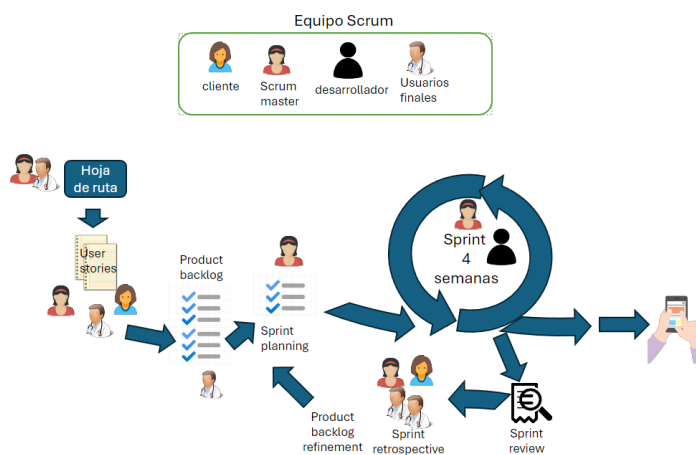 Equipo Scrum
cliente
Scrum
master
desarrollador
Usuarios
finales
Hoja
de ruta
User
stories
Product
backlog
Sprint
planning
Sprint
4
semanas
Product
backlog
refinement
Sprint
retrospective
Sprint
review